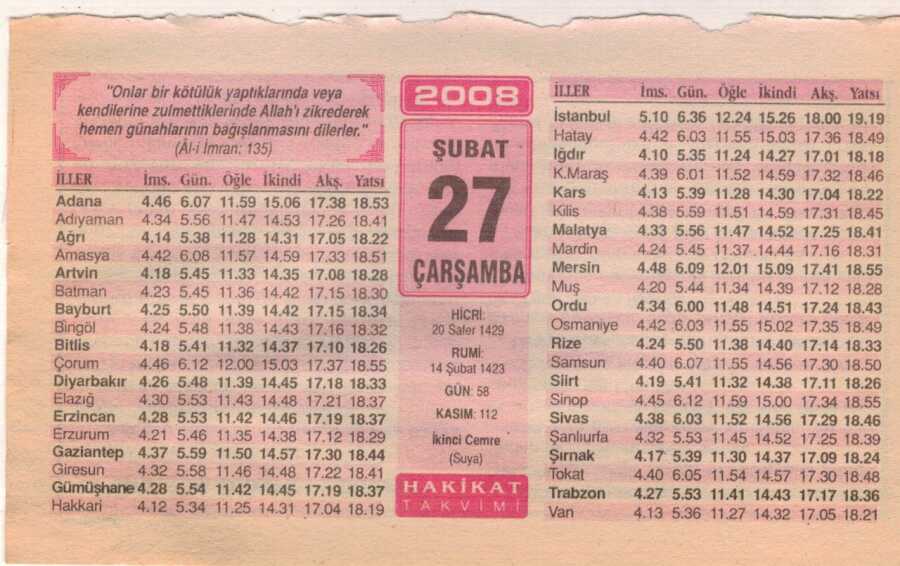 "Onlar bir kötülük yaptıklarında veya
kendilerine zulmettiklerinde Allah'ı zikrederek
hemen günahlarının bağışlanmasını dilerler."
(Âl-i İmran: 135)
İLLER İms. Gün. Öğle İkindi Akş. Yatsı
Adana 4.46 6.07 11.59 15.06 17.38 18.53
Adıyaman 4.34 5.56 11.47 14.53 17.26 18.41
Ağrı 4.14 5.38 11.28 14.31 17.05 18.22
Amasya 4.42 6.08 11.57 14.59 17.33 18.51
Artvin 4.18 5.45 11.33 14.35 17.08 18.28
Batman 4.23 5.45 11.36 14.42 17.15 18.30
Bayburt 4.25 5.50 11.39 14.42 17.15 18.34
Bingöl 4.24 5.48 11.38 14.43 17.16 18.32
Bitlis 4.18 5.41 11.32 14.37 17.10 18.26
Çorum 4.46 6.12 12.00 15.03 17.37 18.55
Diyarbakır 4.26 5.48 11.39 14.45 17.18 18.33
Elazığ 4.30 5.53 11.43 14.48 17.21 18.37
Erzincan 4.28 5.53 11.42 14.46 17.19 18.37
Erzurum 4.21 5.46 11.35 14.38 17.12 18.29
Gaziantep 4.37 5.59 11.50 14.57 17.30 18.44
Giresun 4.32 5.58 11.46 14.48 17.22 18.41
Gümüşhane 4.28 5.54 11.42 14.45 17.19 18.37
Hakkari 4.12 5.34 11.25 14.31 17.04 18.19
2008
ŞUBAT
27
ÇARŞAMBA
HİCRİ:
20 Safer 1429
RUMİ:
14 Şubat 1423
GÜN: 58
KASIM: 112
İkinci Cemre
(Suya)
HAKİKAT
TAKVİMİ
İLLER İms. Gün. Öğle İkindi Akş. Yatsı
İstanbul 5.10 6.36 12.24 15.26 18.00 19.19
Hatay 4.42 6.03 11.55 15.03 17.36 18.49
Iğdır 4.10 5.35 11.24 14.27 17.01 18.18
K.Maraş 4.39 6.01 11.52 14.59 17.32 18.46
Kars 4.13 5.39 11.28 14.30 17.04 18.22
Kilis 4.38 5.59 11.51 14.59 17.31 18.45
Malatya 4.33 5.56 11.47 14.52 17.25 18.41
Mardin 4.24 5.45 11.37 14.44 17.16 18.31
Mersin 4.48 6.09 12.01 15.09 17.41 18.55
Muş 4.20 5.44 11.34 14.39 17.12 18.28
Ordu 4.34 6.00 11.48 14.51 17.24 18.43
Osmaniye 4.42 6.03 11.55 15.02 17.35 18.49
Rize 4.24 5.50 11.38 14.40 17.14 18.33
Samsun 4.40 6.07 11.55 14.56 17.30 18.50
Siirt 4.19 5.41 11.32 14.38 17.11 18.26
Sinop 4.45 6.12 11.59 15.00 17.34 18.55
Sivas 4.38 6.03 11.52 14.56 17.29 18.46
Şanlıurfa 4.32 5.53 11.45 14.52 17.25 18.39
Şırnak 4.17 5.39 11.30 14.37 17.09 18.24
Tokat 4.40 6.05 11.54 14.57 17.30 18.48
Trabzon 4.27 5.53 11.41 14.43 17.17 18.36
Van 4.13 5.36 11.27 14.32 17.05 18.21